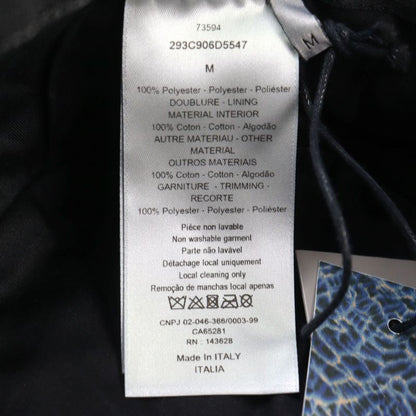 73594
293C906D5547
M
100% Polyester - Polyester - Poliéster
DOUBLURE - LINING
MATERIAL INTERIOR
100% Coton - Cotton - Algodão
AUTRE MATERIAU - OTHER
MATERIAL
OUTROS MATERIAIS
100% Coton - Cotton - Algodão
GARNITURE - TRIMMING -
RECORTE
100% Polyester - Polyester - Poliéster
Pièce non lavable
Non washable garment
Parte não lavável
Détachage local uniquement
Local cleaning only
Remoção de manchas local apenas
CNPJ 02-046-366/0003-99
CA65281
RN : 143628
Made In ITALY
ITALIA
M